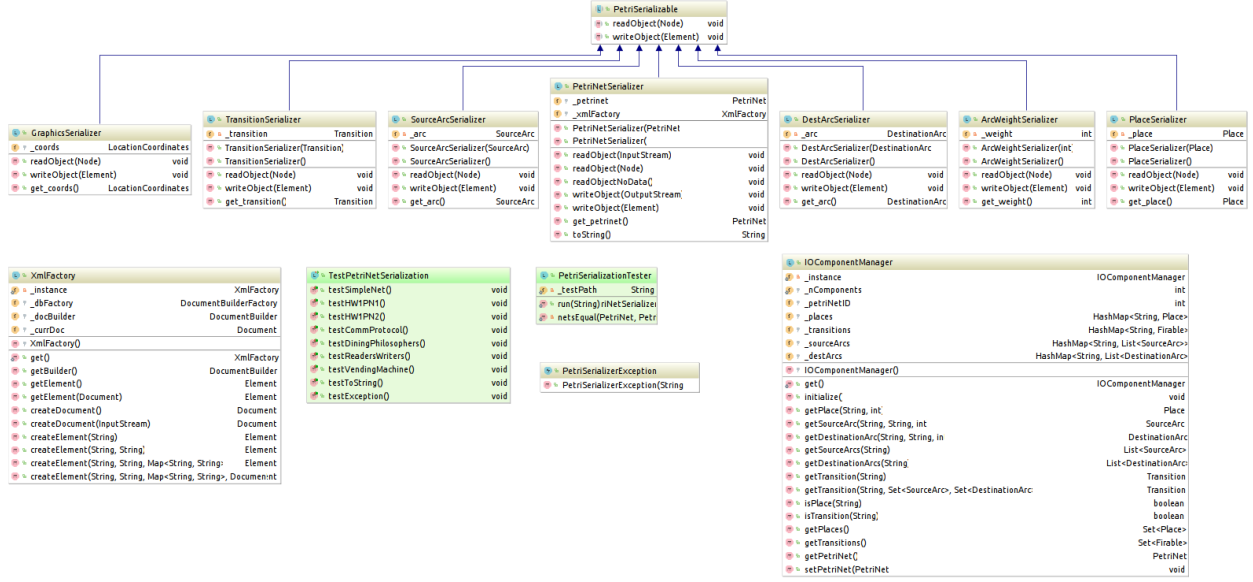 PetriSerializable
readObject(Node) void
writeObject(Element) void
GraphicsSerializer
_coords LocationCoordinates
readObject(Node) void
writeObject(Element) void
get_coords() LocationCoordinates
TransitionSerializer
_transition Transition
TransitionSerializer(Transition)
TransitionSerializer()
readObject(Node) void
writeObject(Element) void
get_transition() Transition
SourceArcSerializer
_arc SourceArc
SourceArcSerializer(SourceArc)
SourceArcSerializer()
readObject(Node) void
writeObject(Element) void
get_arc() SourceArc
PetriNetSerializer
_petrinet PetriNet
_xmlFactory XmlFactory
PetriNetSerializer(PetriNet
PetriNetSerializer(
readObject(InputStream) void
readObject(Node) void
readObjectNoData() void
writeObject(OutputStream) void
writeObject(Element) void
get_petrinet() PetriNet
toString() String
DestArcSerializer
_arc DestinationArc
DestArcSerializer(DestinationArc
DestArcSerializer()
readObject(Node) void
writeObject(Element) void
get_arc() DestinationArc
ArcWeightSerializer
_weight int
ArcWeightSerializer(int)
ArcWeightSerializer()
readObject(Node) void
writeObject(Element) void
get_weight() int
PlaceSerializer
_place Place
PlaceSerializer(Place)
PlaceSerializer()
readObject(Node) void
writeObject(Element) void
get_place() Place
XmlFactory
_instance XmlFactory
_dbFactory DocumentBuilderFactory
_docBuilder DocumentBuilder
_currDoc Document
XmlFactory()
get() XmlFactory
getBuilder() DocumentBuilder
getElement() Element
getElement(Document) Element
createDocument() Document
createDocument(InputStream) Document
createElement(String) Element
createElement(String, String) Element
createElement(String, String, Map<String, String> Element
createElement(String, String, Map<String, String>, Document
TestPetriNetSerialization
testSimpleNet() void
testHW1PN1() void
testHW1PN2() void
testCommProtocol() void
testDiningPhilosophers() void
testReadersWriters() void
testVendingMachine() void
testToString() void
testException() void
PetriSerializationTester
_testPath String
run(String)riNetSerializer
netsEqual(PetriNet, Petr
PetriSerializerException
PetriSerializerException(String
IOComponentManager
_instance IOComponentManager
_nComponents int
_petriNetID int
_places HashMap<String, Place>
_transitions HashMap<String, Firable>
_sourceArcs HashMap<String, List<SourceArc>>
_destArcs HashMap<String, List<DestinationArc>
IOComponentManager()
get() IOComponentManager
initialize( void
getPlace(String, int) Place
getSourceArc(String, String, int SourceArc
getDestinationArc(String, String, in DestinationArc
getSourceArcs(String) List<SourceArc>
getDestinationArcs(String) List<DestinationArc>
getTransition(String) Transition
getTransition(String, Set<SourceArc>, Set<DestinationArc> Transition
isPlace(String) boolean
isTransition(String) boolean
getPlaces() Set<Place>
getTransitions() Set<Firable>
getPetriNet() PetriNet
setPetriNet(PetriNet void